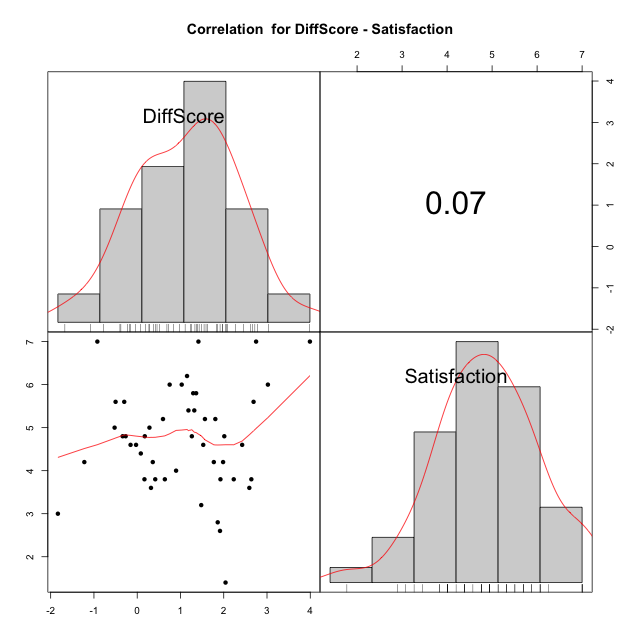 Correlation  for DiffScore - Satisfaction
2 3 4 5 6 7
DiffScore
0.07
4
3
2
1
0
-1
-2
Satisfaction
7
6
5
4
3
2
-2 -1 0 1 2 3 4